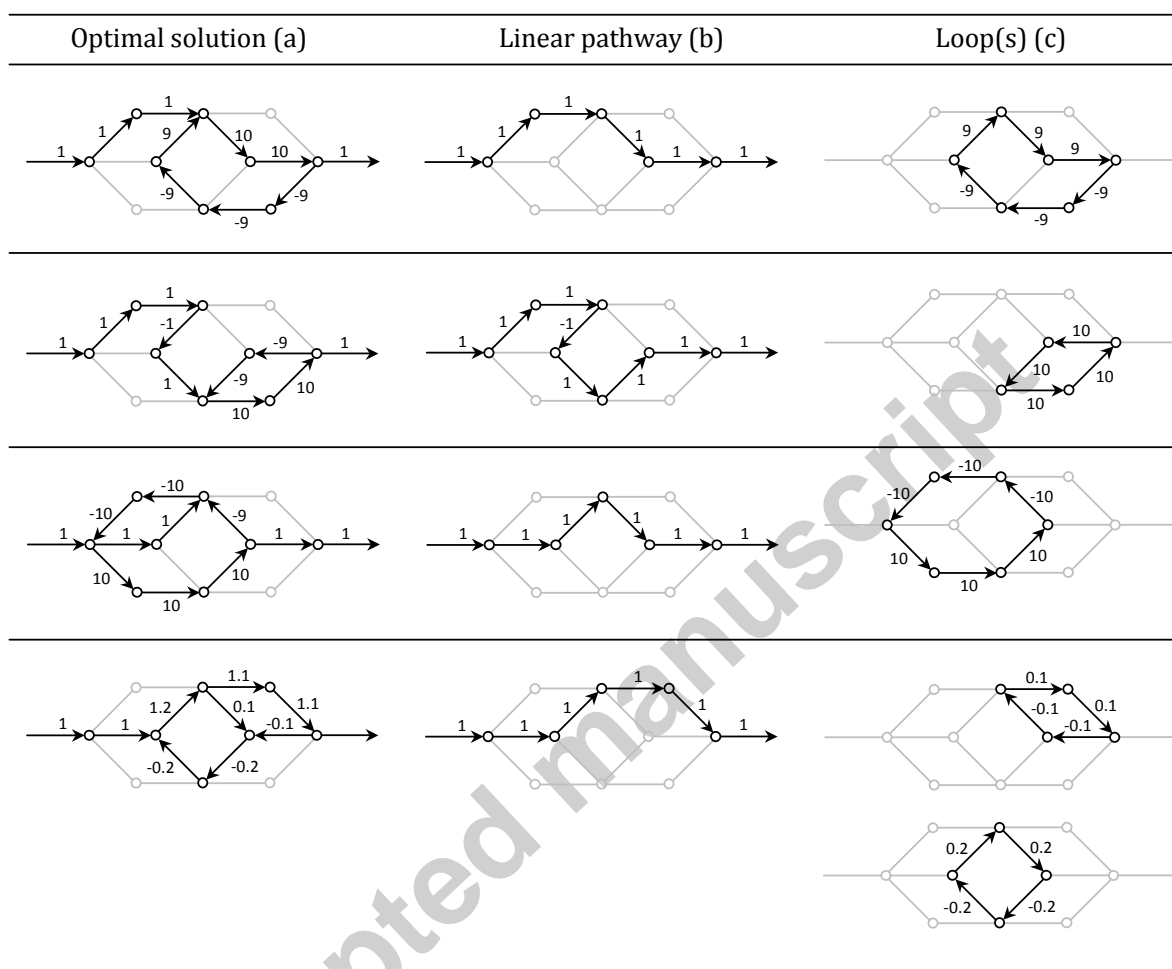 Optimal solution (a) Linear pathway (b) Loop(s) (c)
1 1 1 9 10 10 1 -9 -9 -9
1 1 1 1 1 1
9 9 9 -9 -9 -9
1 1 1 -1 -9 1 1 -9 10 10
1 1 1 -1 1 1 1 1
10 10 10 10
-10 -10 1 1 1 -9 1 1 10 10 10
1 1 1 1 1 1
-10 -10 -10 10 10 10
1.1 1 1 1.2 0.1 -0.1 1.1 -0.2 -0.2
1 1 1 1 1 1
0.1 -0.1 0.1 -0.1
0.2 0.2 -0.2 -0.2
pted manuscript